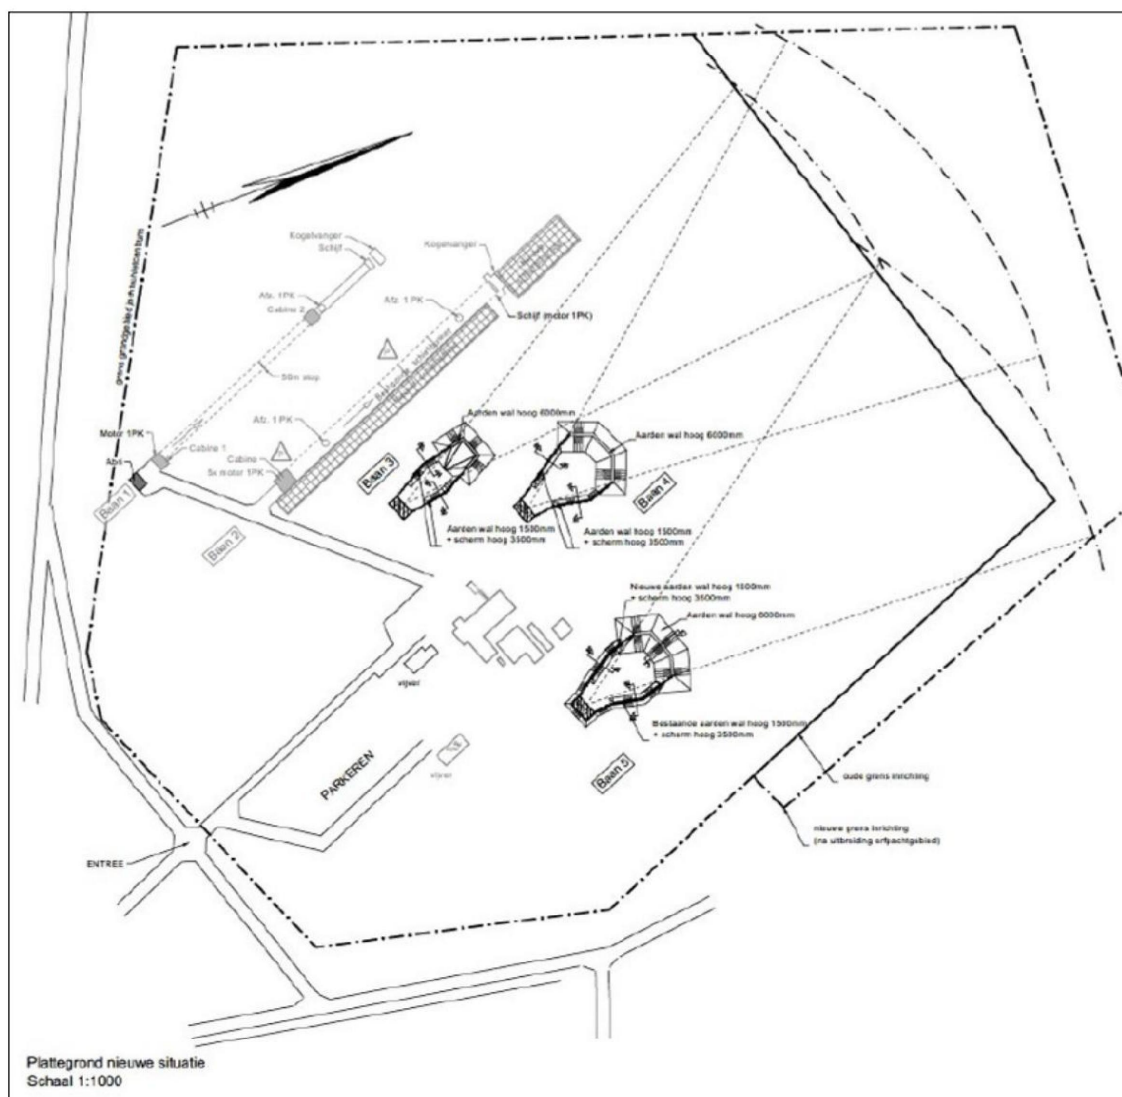 Kogelvanger
Schijf
Kogelvanger
Afz. 1PK
Cabine 2
Afz. 1 PK
Schijf (motor 1PK)
50m stop
Afz. 1 PK
Motor 1PK
Cabine 1
Abri
Cabine
5x motor 1PK
Baan 1
Baan 2
Aarden wal hoog 6000mm
Aarden wal hoog 6000mm
Baan 3
Baan 4
Aarden wal hoog 1500mm
+ scherm hoog 3500mm
Aarden wal hoog 1500mm
+ scherm hoog 3500mm
Nieuwe aarden wal hoog 1500mm
+ scherm hoog 3500mm
Aarden wal hoog 6000mm
vijver
Bestaande aarden wal hoog 1500mm
+ scherm hoog 3500mm
vijver
Baan 5
PARKEREN
oude grens inrichting
nieuwe grens inrichting
(na uitbreiding erfpachtgebied)
ENTREE
Plattegrond nieuwe situatie
Schaal 1:1000